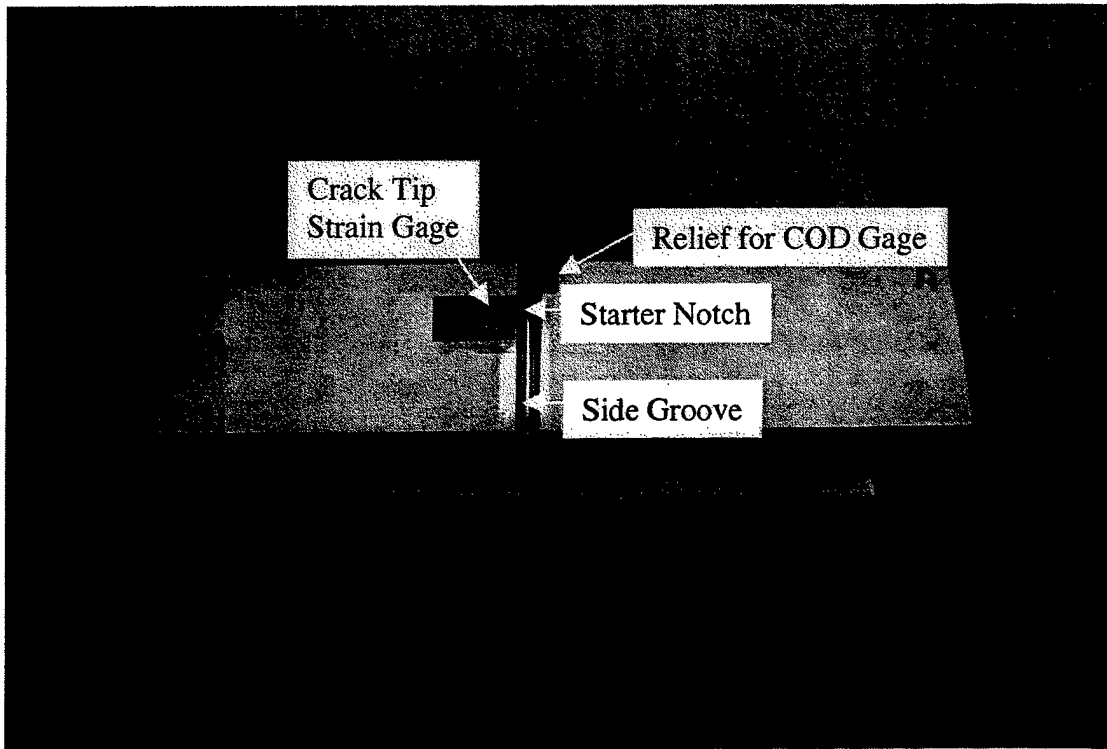 Crack Tip
Strain Gage
Relief for COD Gage
Starter Notch
Side Groove